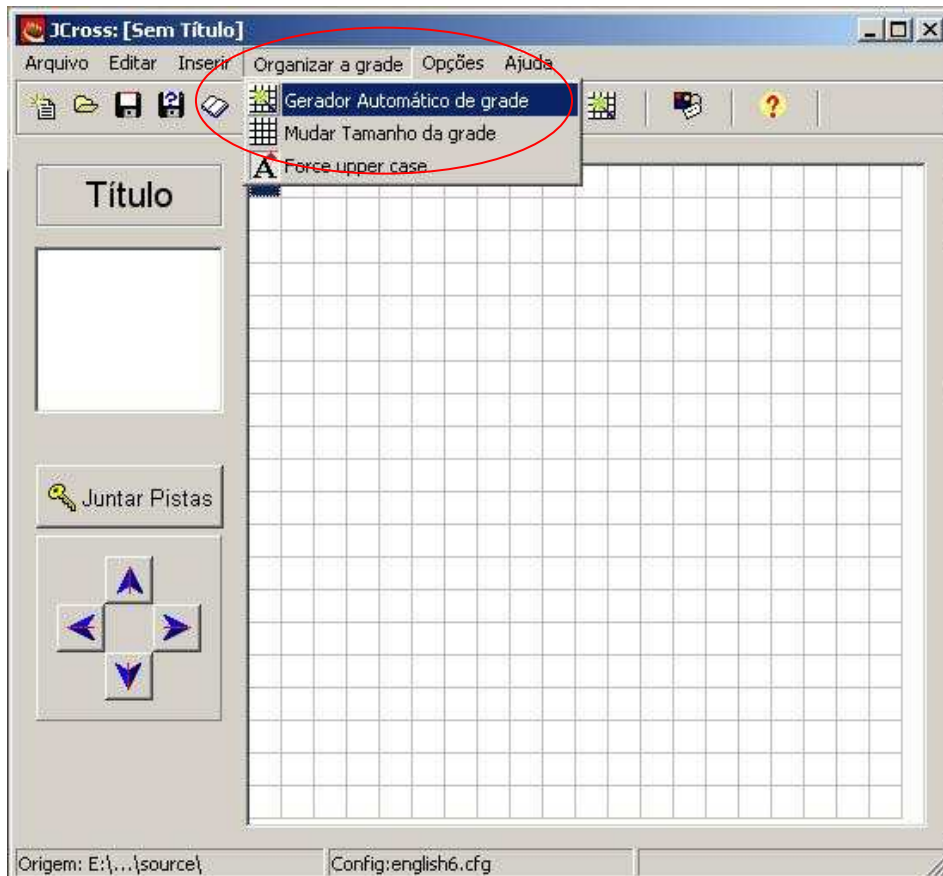 JCross: [Sem Título]
Arquivo Editar Inserir Organizar a grade Opções Ajuda
Gerador Automático de grade
Mudar Tamanho da grade
Force upper case
Título
Juntar Pistas
Origem: E:\...\source\ Config:english6.cfg